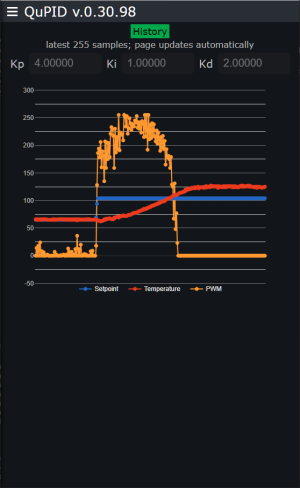 QuPID v.0.30.98
History
latest 255 samples; page updates automatically
Kp 4.00000 Ki 1.00000 Kd 2.00000
300
250
200
150
100
50
0
-50
Setpoint Temperature PWM